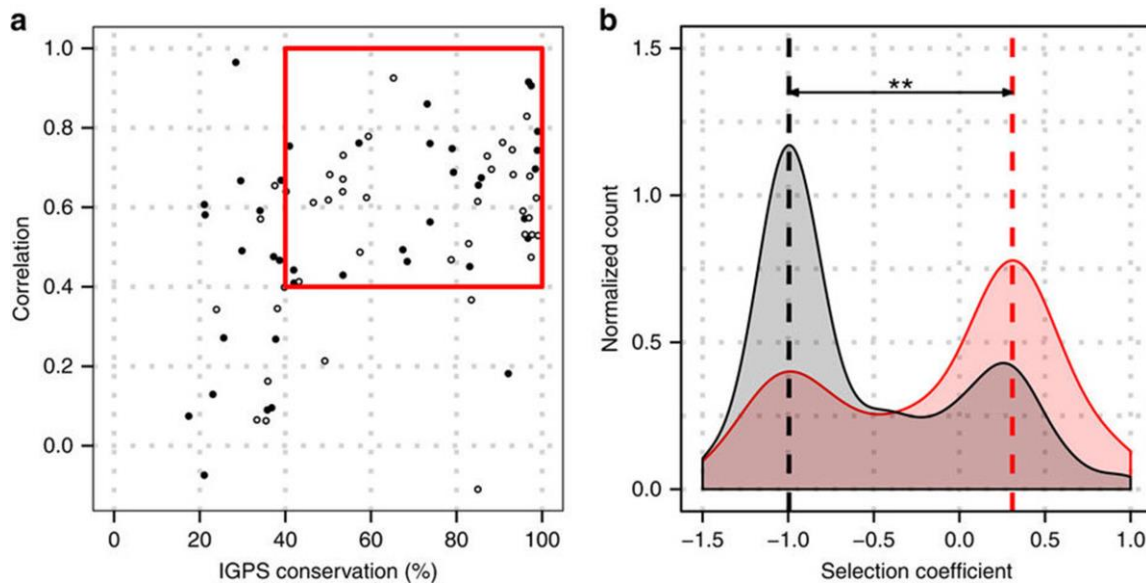 a
1.0
0.8
0.6
0.4
0.2
0.0
Correlation
0 20 40 60 80 100
IGPS conservation (%)
b
1.5
1.0
0.5
0.0
Normalized count
**
−1.5 −1.0 −0.5 0.0 0.5 1.0
Selection coefficient